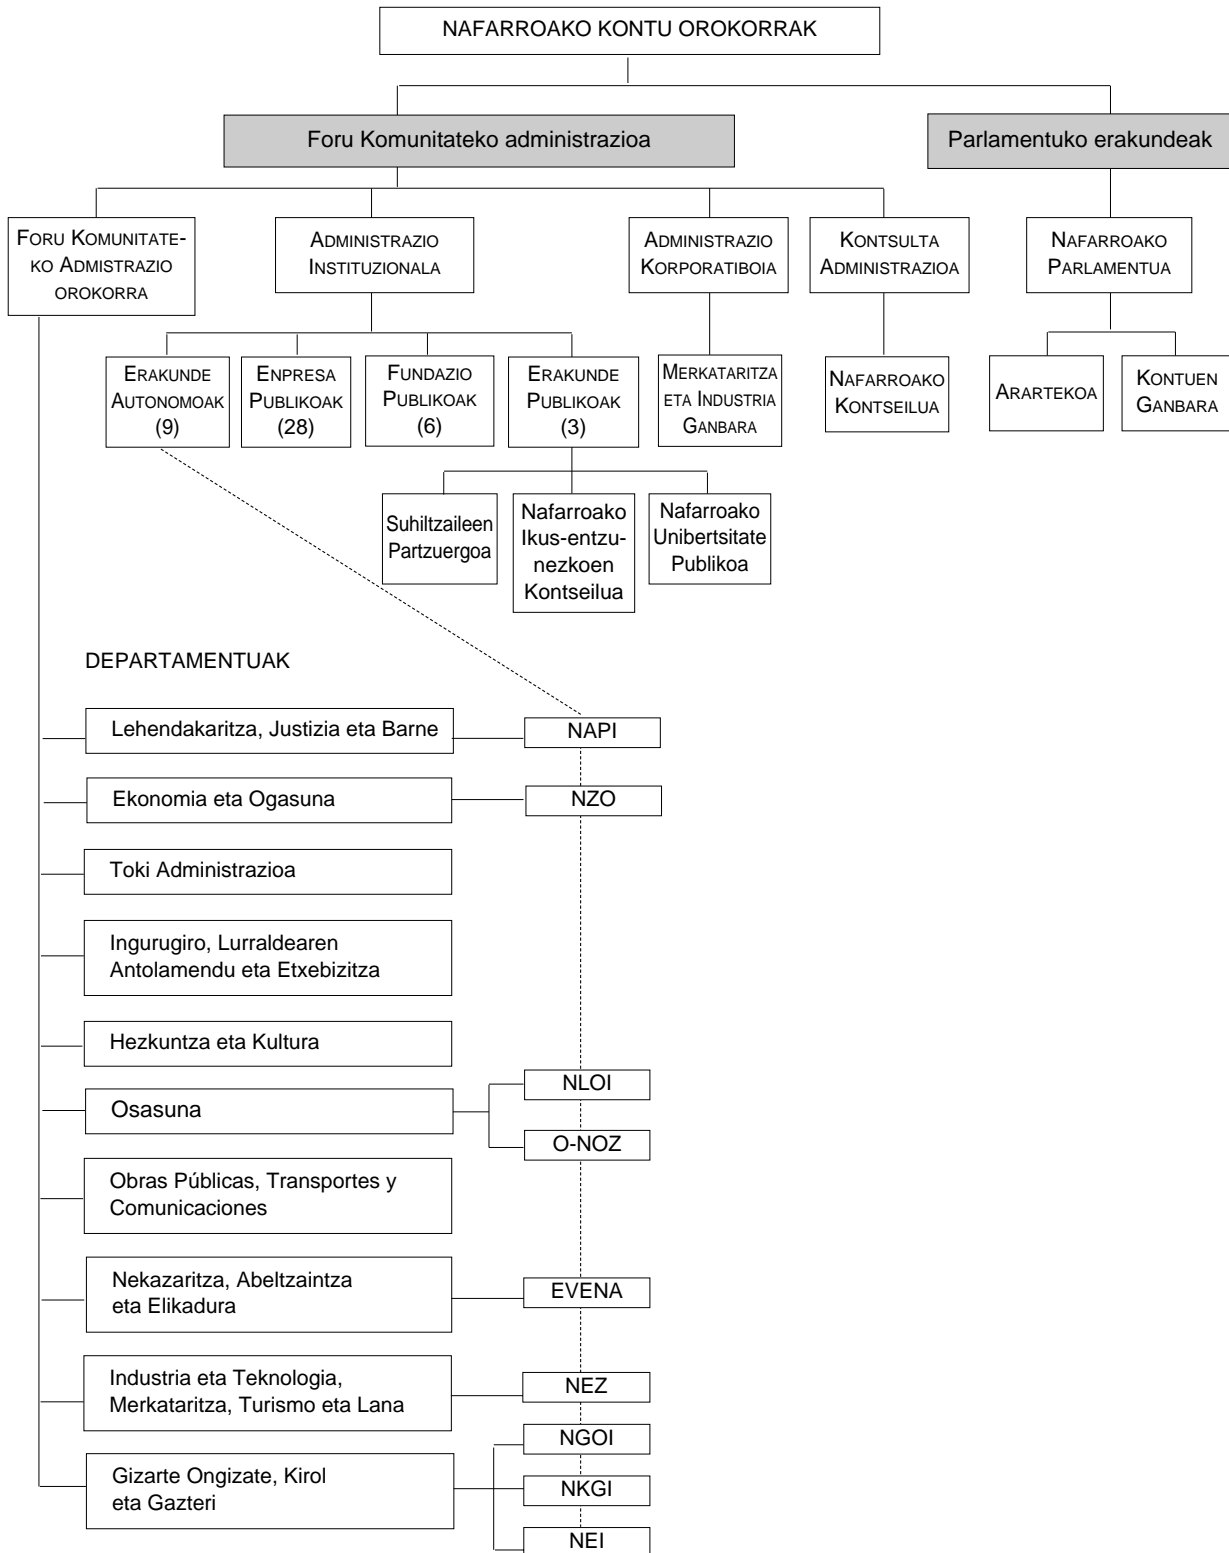 NAFARROAKO KONTU OROKORRAK
Foru Komunitateko administrazioa
Parlamentuko erakundeak
FORU KOMUNITATE-
KO ADMISTRAZIO
OROKORRA
ADMINISTRAZIO
INSTITUZIONALA
ADMINISTRAZIO
KORPORATIBOIA
KONTSULTA
ADMINISTRAZIOA
NAFARROAKO
PARLAMENTUA
ERAKUNDE
AUTONOMOAK
(9)
ENPRESA
PUBLIKOAK
(28)
FUNDAZIO
PUBLIKOAK
(6)
ERAKUNDE
PUBLIKOAK
(3)
MERKATARITZA
ETA INDUSTRIA
GANBARA
NAFARROAKO
KONTSEILUA
ARARTEKOA
KONTUEN
GANBARA
Suhiltzaileen
Partzuergoa
Nafarroako
Ikus-entzu-
nezkoen
Kontseilua
Nafarroako
Unibertsitate
Publikoa
DEPARTAMENTUAK
Lehendakaritza, Justizia eta Barne
NAPI
Ekonomia eta Ogasuna
NZO
Toki Administrazioa
Ingurugiro, Lurraldearen
Antolamendu eta Etxebizitza
Hezkuntza eta Kultura
Osasuna
NLOI
O-NOZ
Obras Públicas, Transportes y
Comunicaciones
Nekazaritza, Abeltzaintza
eta Elikadura
EVENA
Industria eta Teknologia,
Merkataritza, Turismo eta Lana
NEZ
Gizarte Ongizate, Kirol
eta Gazteri
NGOI
NKGI
NEI